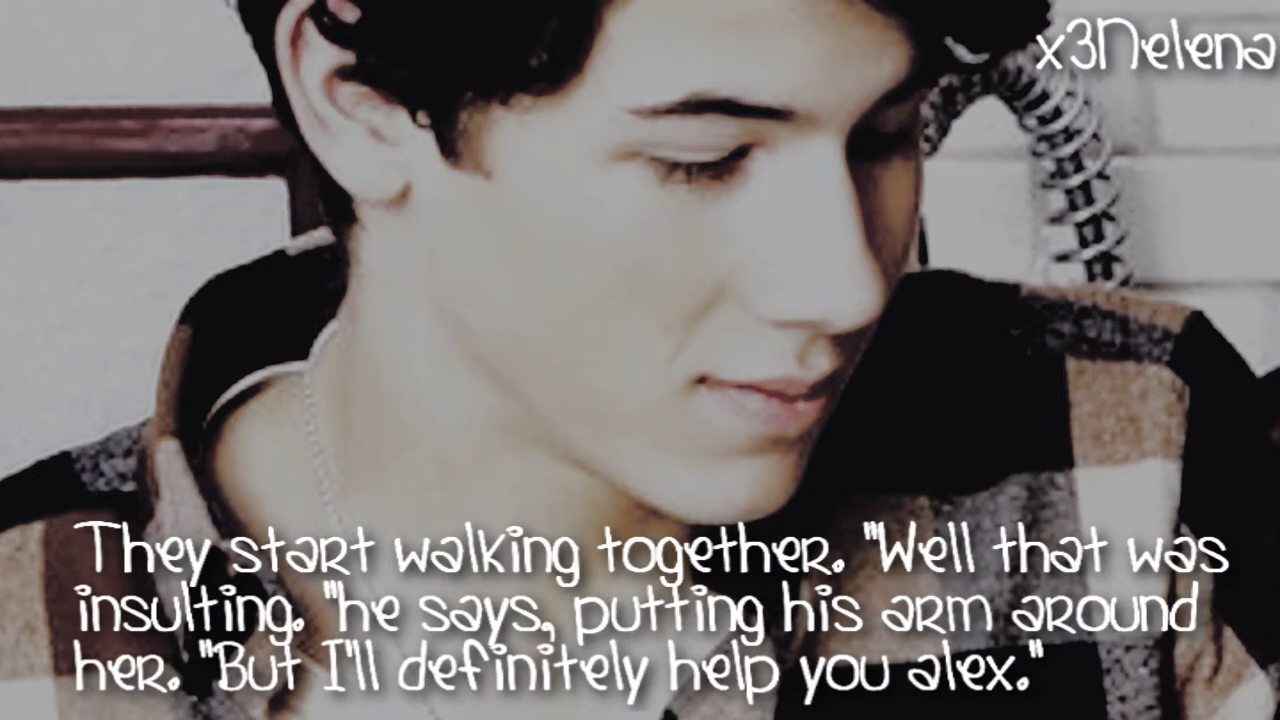 x3Nelena
They start walking together. "Well that was
insulting. "he says, putting his arm around
her. "But I'll definitely help you alex."